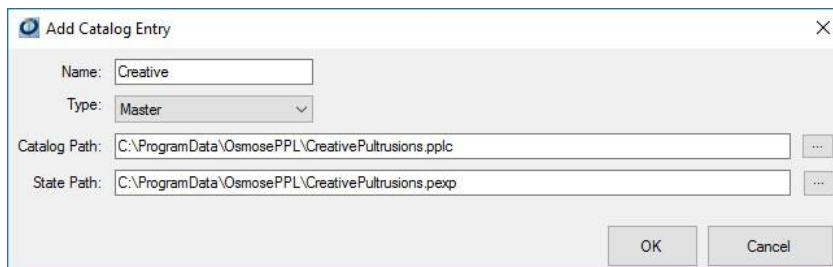 Add Catalog Entry
Name: Creative
Type: Master
Catalog Path: C:\ProgramData\OsmosePPL\CreativePultrusions.pplc ...
State Path: C:\ProgramData\OsmosePPL\CreativePultrusions.pexp ...
OK Cancel